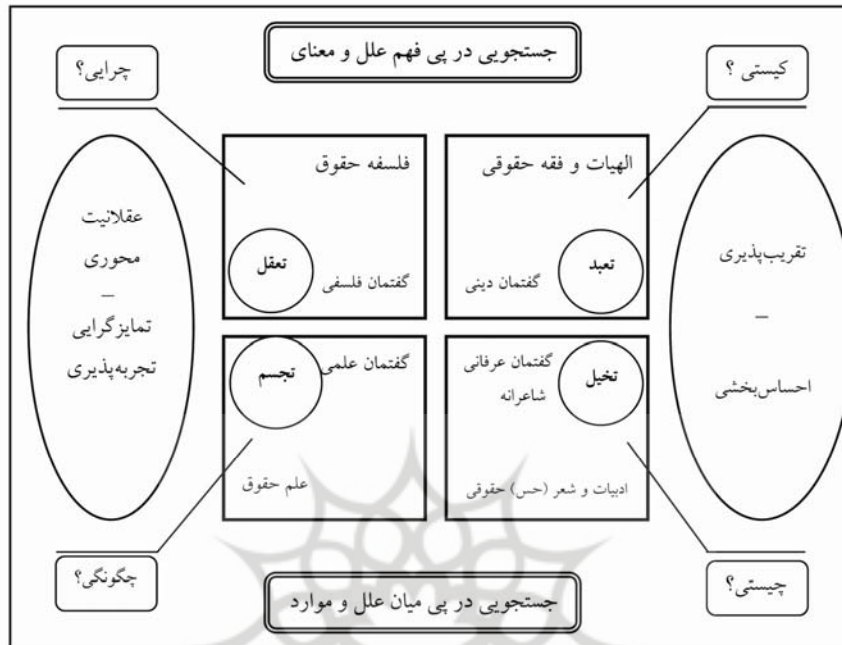 جستجویی در پی فهم علل و معنای
کیستی ؟
چرایی؟
الهیات و فقه حقوقی
تعبد
گفتمان دینی
فلسفه حقوق
تعقل
گفتمان فلسفی
تقریب‌پذیری
–
احساس‌بخشی
عقلانیت
محوری
–
تمایزگرایی
تجربه‌پذیری
تخیل
گفتمان عرفانی
شاعرانه
ادبیات و شعر (حس) حقوقی
تجسم
گفتمان علمی
علم حقوق
چیستی؟
چگونگی؟
جستجویی در پی میان علل و موارد